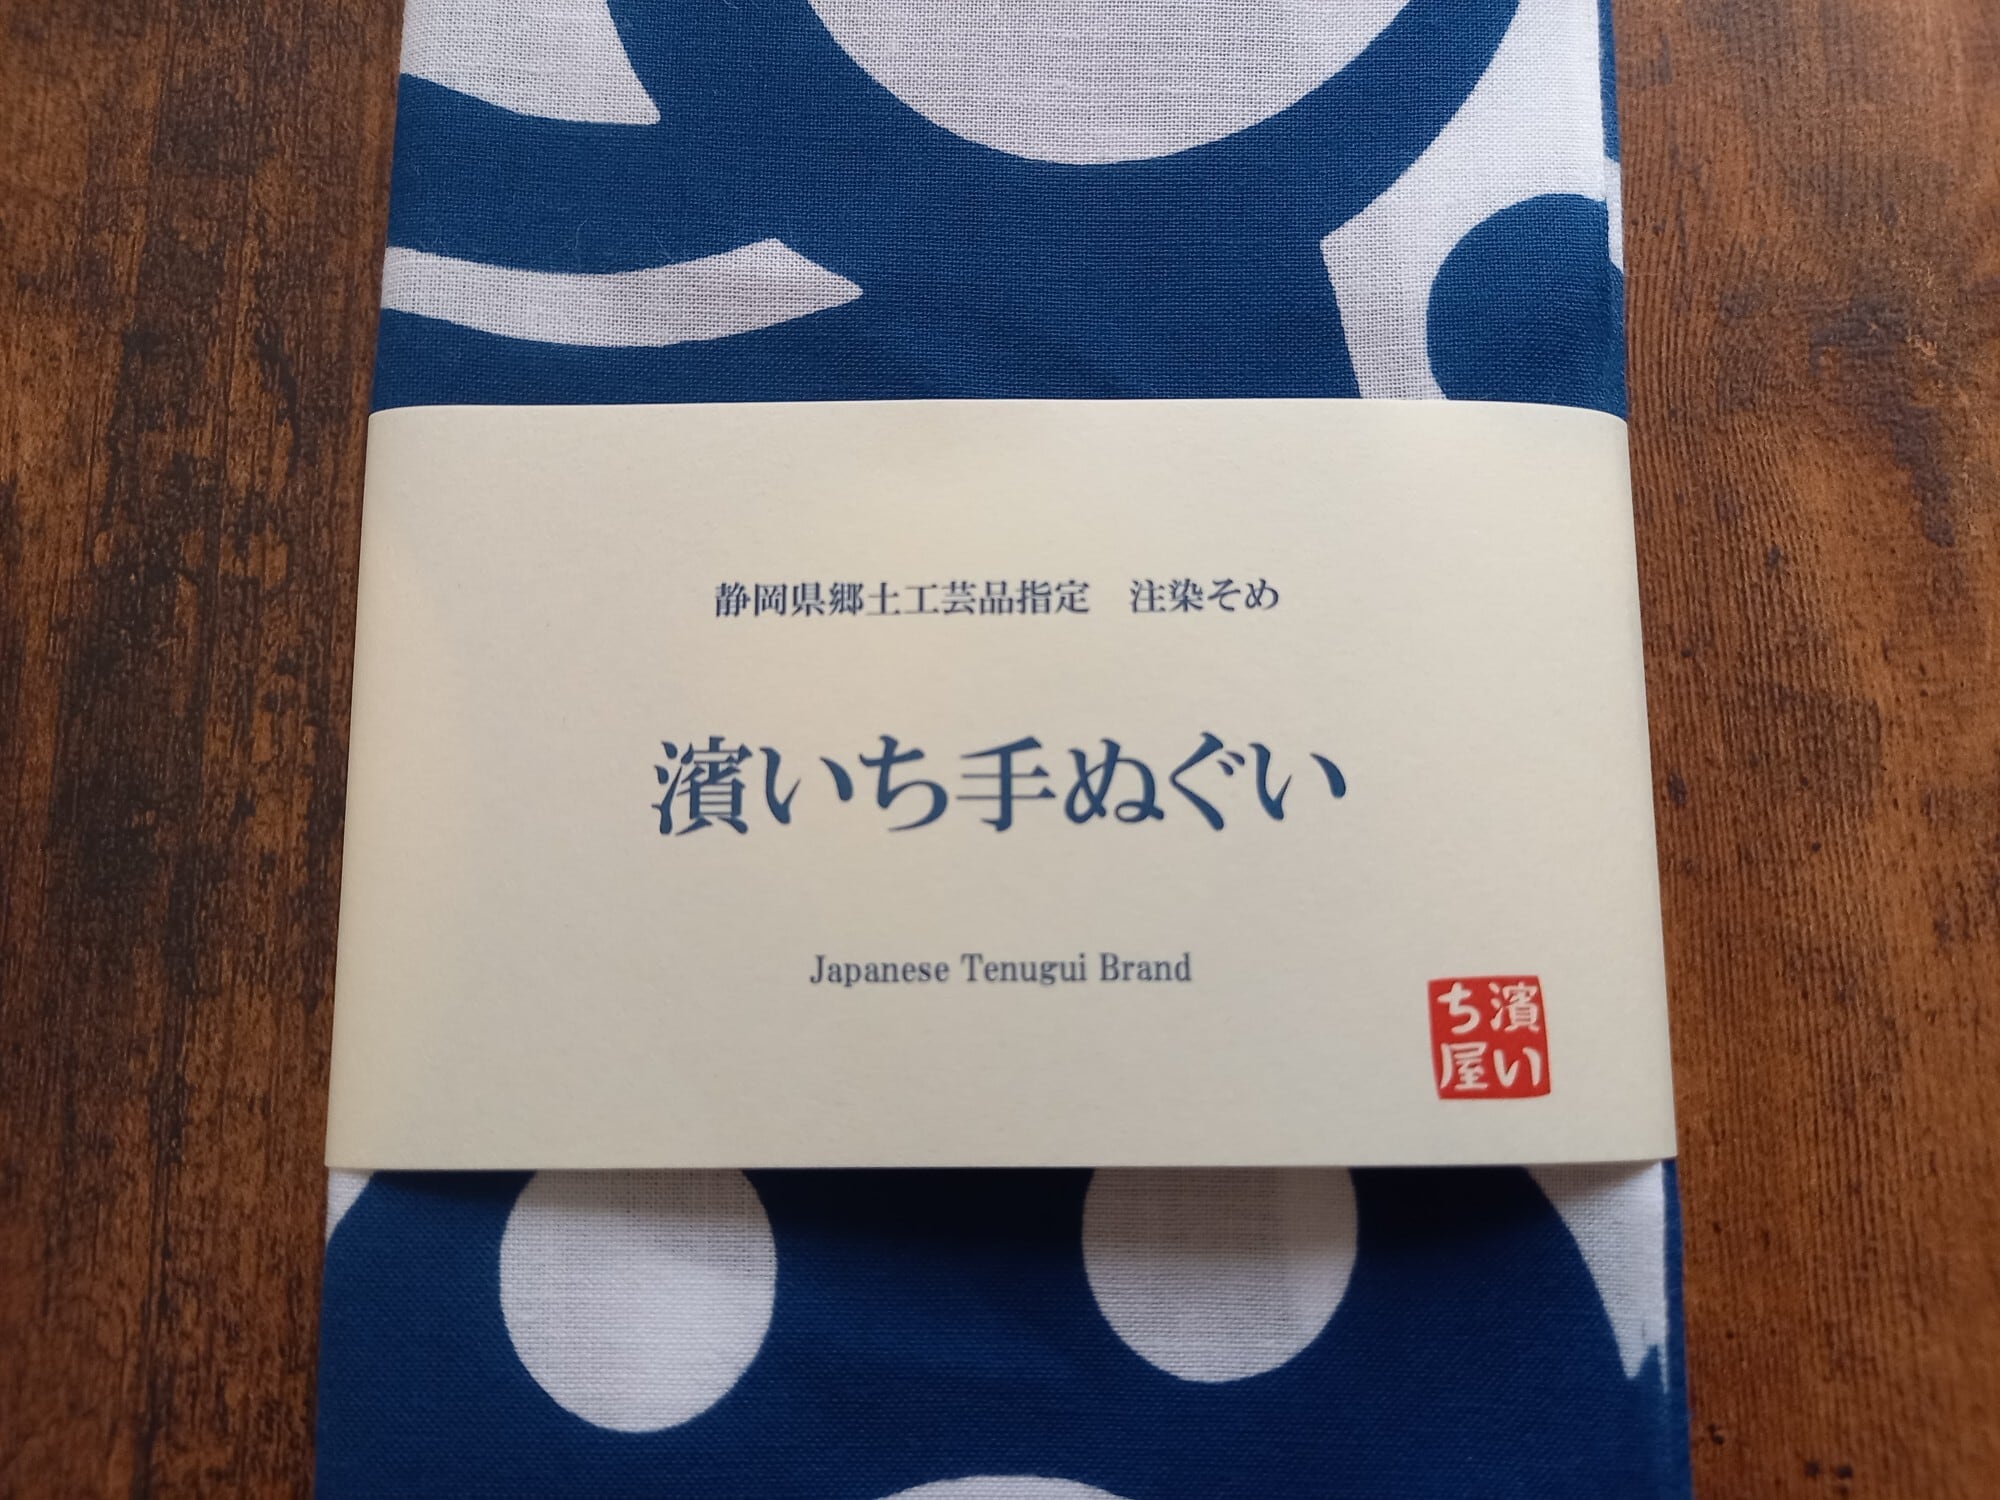 静岡県郷土工芸品指定　注染そめ
濱いち手ぬぐい
Japanese Tenugui Brand
濱い
ち屋